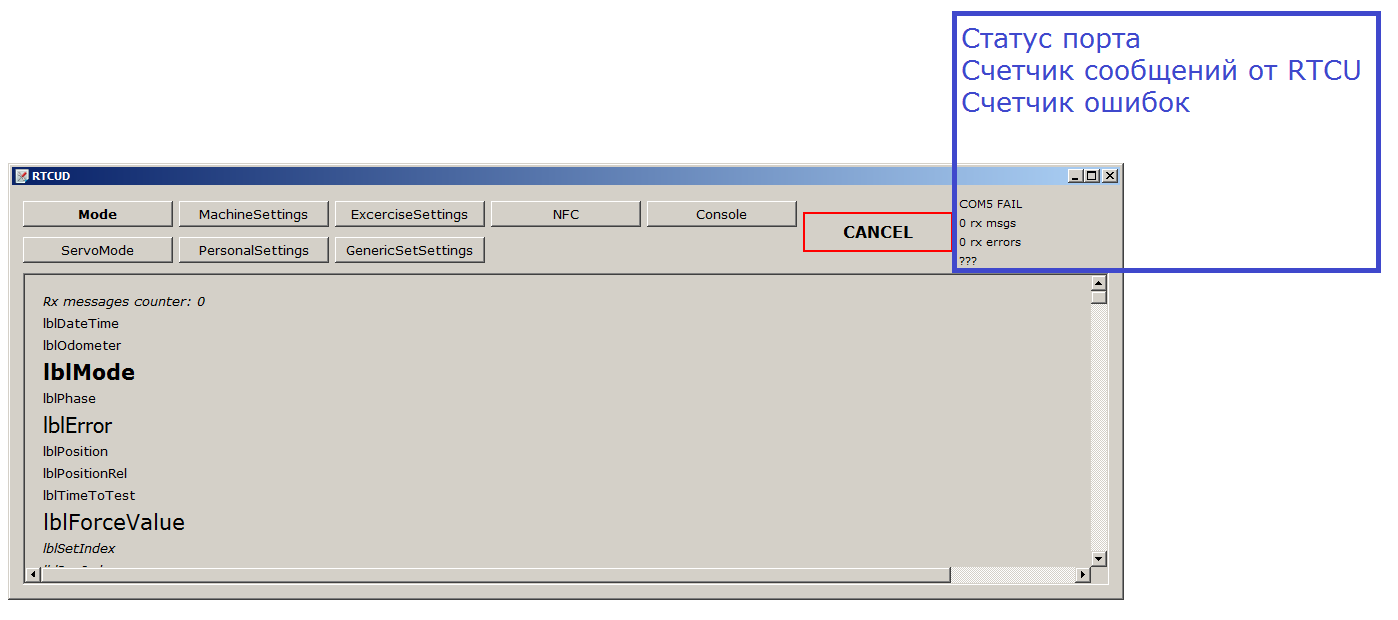 Статус порта
Счетчик сообщений от RTCU
Счетчик ошибок
RTCUD
Mode
MachineSettings
ExcerciseSettings
NFC
Console
ServoMode
PersonalSettings
GenericSetSettings
CANCEL
COM5 FAIL
0 rx msgs
0 rx errors
???
Rx messages counter: 0
lblDateTime
lblOdometer
lblMode
lblPhase
lblError
lblPosition
lblPositionRel
lblTimeToTest
lblForceValue
lblSetIndex